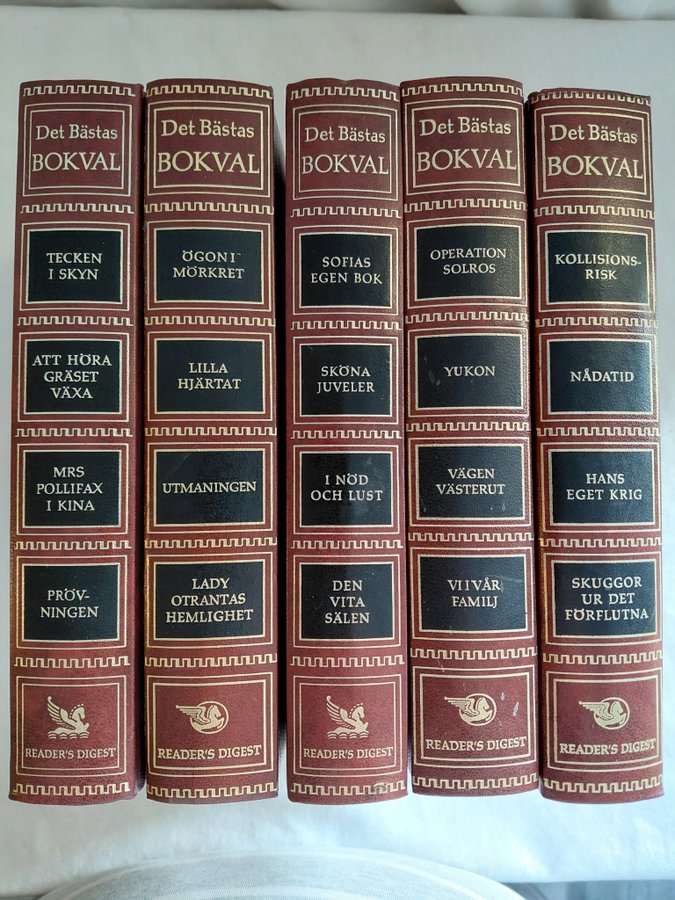 Det Bästas
BOKVAL
TECKEN
I SKYN
ATT HÖRA
GRÄSET
VÄXA
MRS
POLLIFAX
I KINA
PRÖV-
NINGEN
READER'S DIGEST
Det Bästas
BOKVAL
ÖGON I
MÖRKRET
LILLA
HJÄRTAT
UTMANINGEN
LADY
OTRANTAS
HEMLIGHET
READER'S DIGEST
Det Bästas
BOKVAL
SOFIAS
EGEN BOK
SKÖNA
JUVELER
I NÖD
OCH LUST
DEN
VITA
SÄLEN
READER'S DIGEST
Det Bästas
BOKVAL
OPERATION
SOLROS
YUKON
VÄGEN
VÄSTERUT
VI I VÅR
FAMILJ
READER'S DIGEST
Det Bästas
BOKVAL
KOLLISIONS-
RISK
NÅDATID
HANS
EGET KRIG
SKUGGOR
UR DET
FÖRFLUTNA
READER'S DIGEST